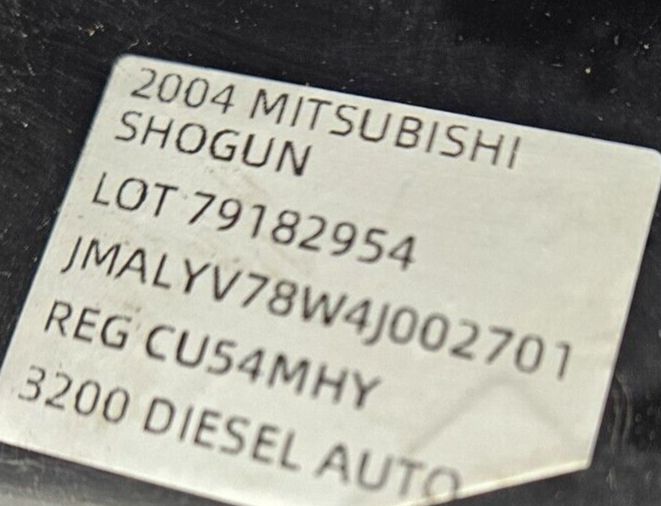 2004 MITSUBISHI
SHOGUN
LOT 79182954
JMALYV78W4J002701
REG CU54MHY
3200 DIESEL AUTO